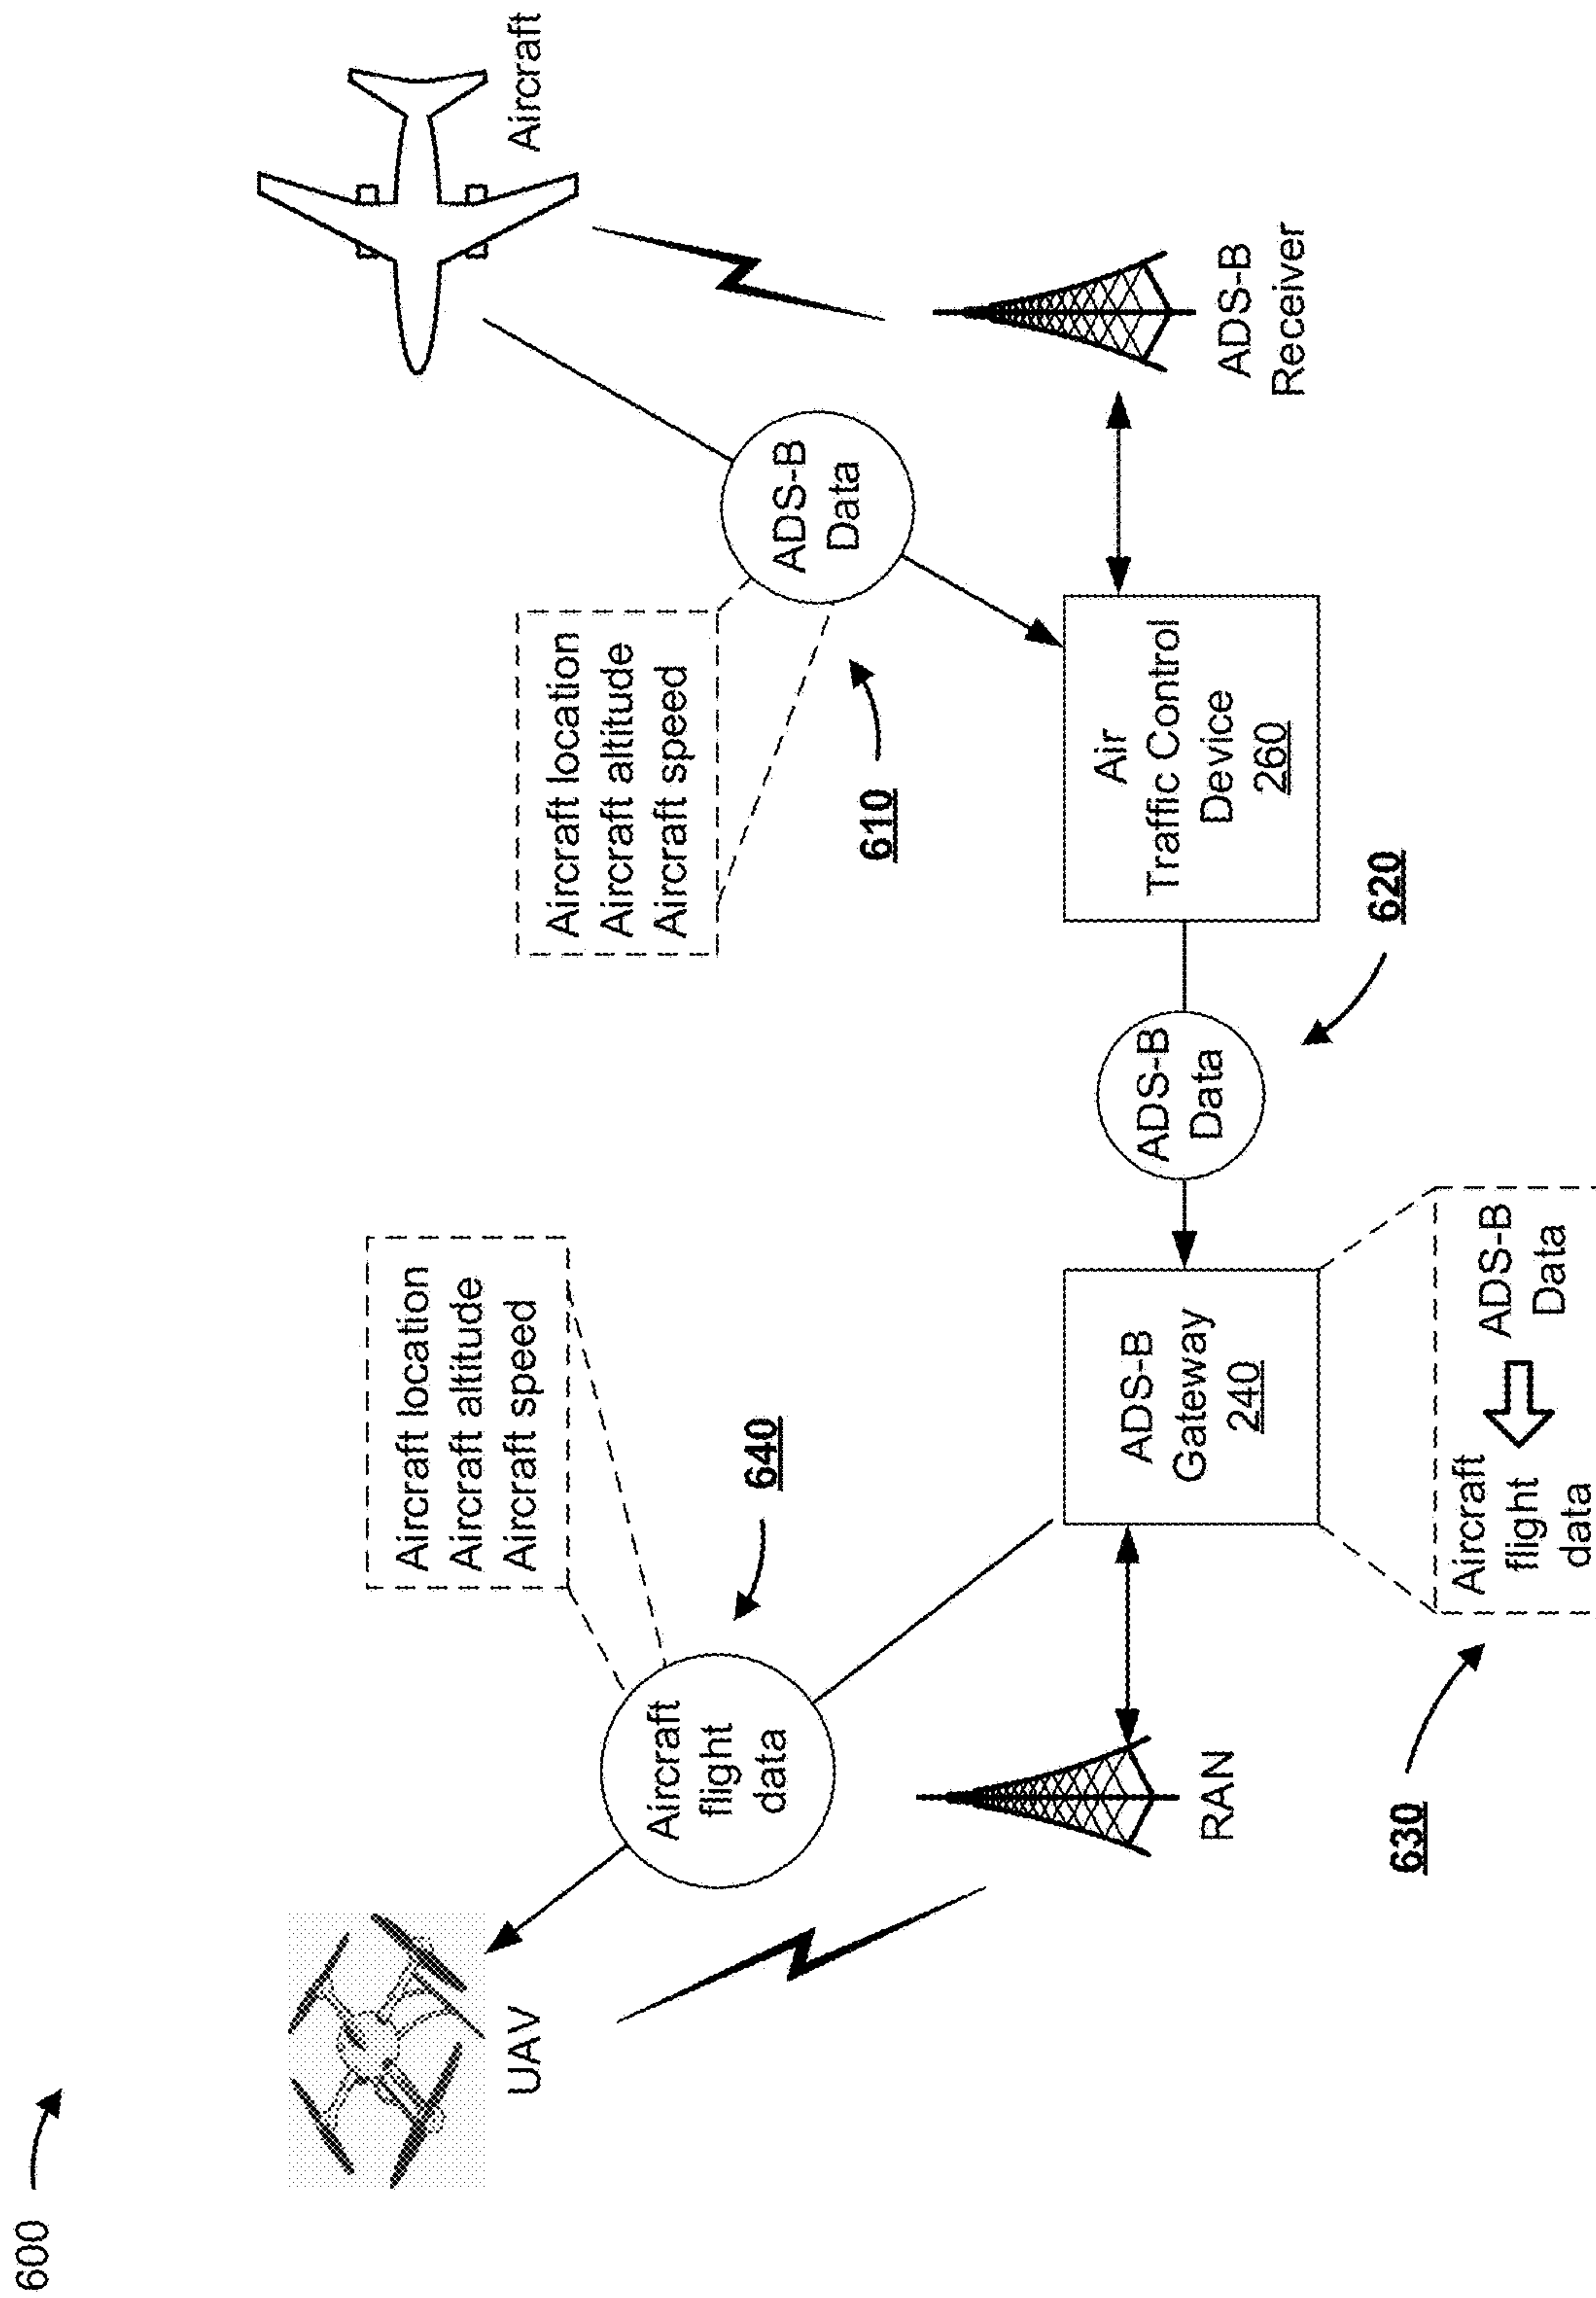 600
UAV
Aircraft location
Aircraft altitude
Aircraft speed
Aircraft
flight
data
640
RAN
ADS-B
Gateway
240
630
Aircraft
flight
data
ADS-B
Data
ADS-B
Data
620
Aircraft location
Aircraft altitude
Aircraft speed
610
ADS-B
Data
Air
Traffic Control
Device
260
Aircraft
ADS-B
Receiver